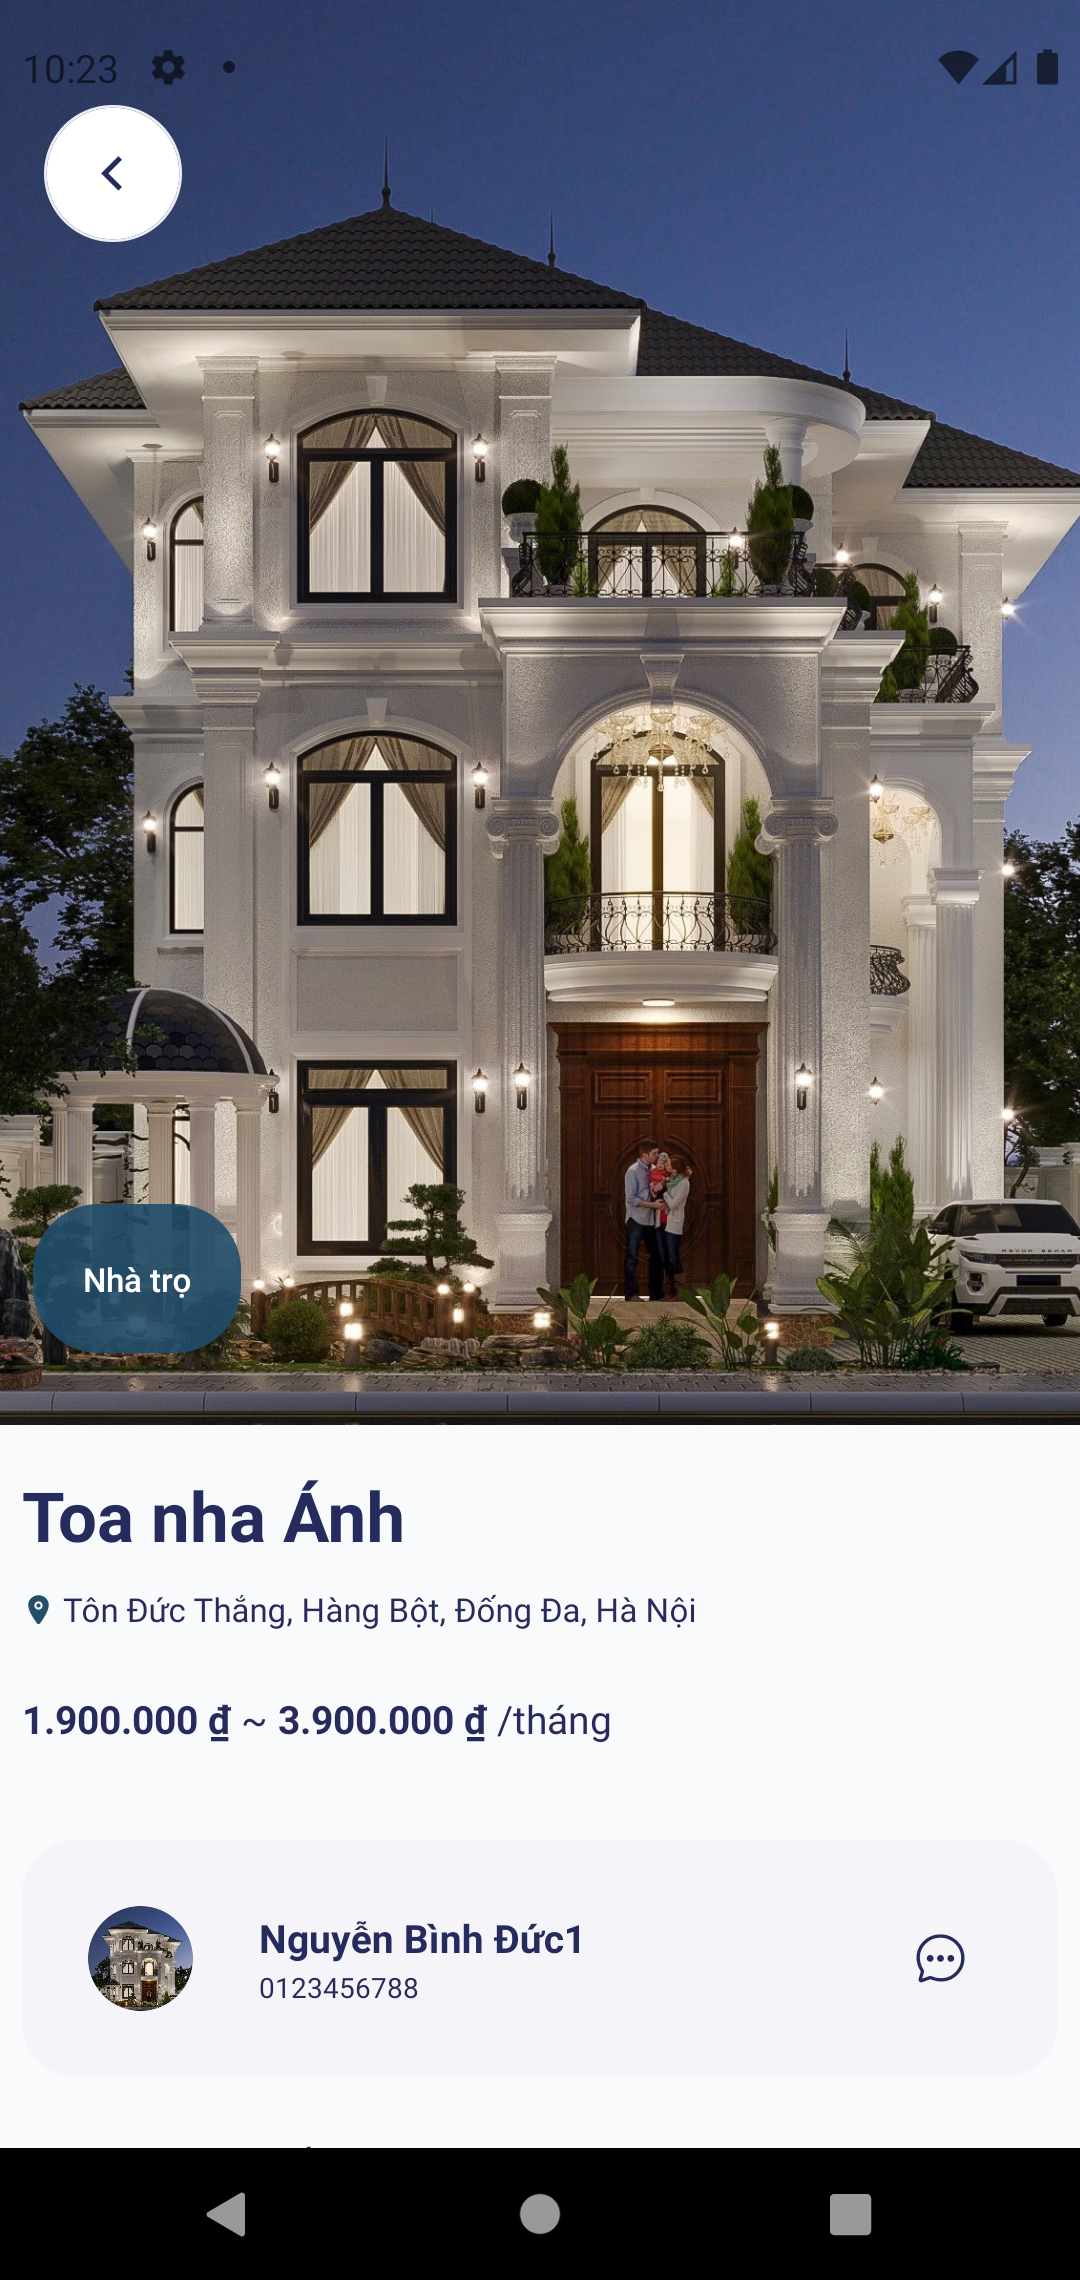 10:23
Nhà trọ
Toa nha Ánh
Tôn Đức Thắng, Hàng Bột, Đống Đa, Hà Nội
1.900.000 ₫ ~ 3.900.000 ₫ /tháng
Nguyễn Bình Đức1
0123456788